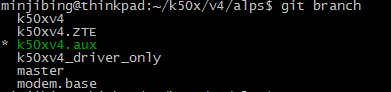 minjibing@thinkpad:~/k50x/v4/alps$ git branch
k50xv4
k50xv4.ZTE
* k50xv4.aux
k50xv4_driver_only
master
modem.base